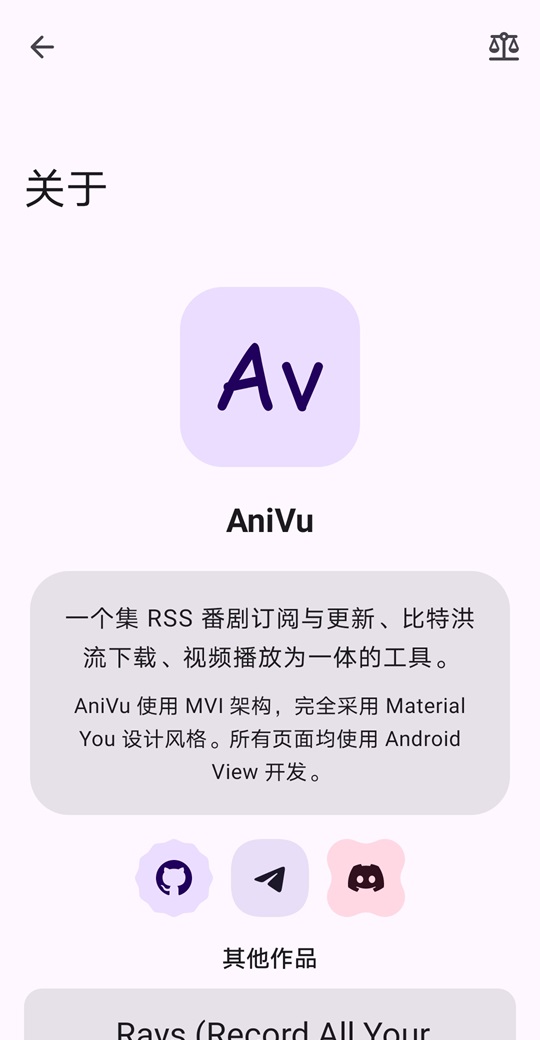 关于
Av
AniVu
一个集 RSS 番剧订阅与更新、比特洪
流下载、视频播放为一体的工具。
AniVu 使用 MVI 架构，完全采用 Material
You 设计风格。所有页面均使用 Android
View 开发。
其他作品
Rays (Record All Your